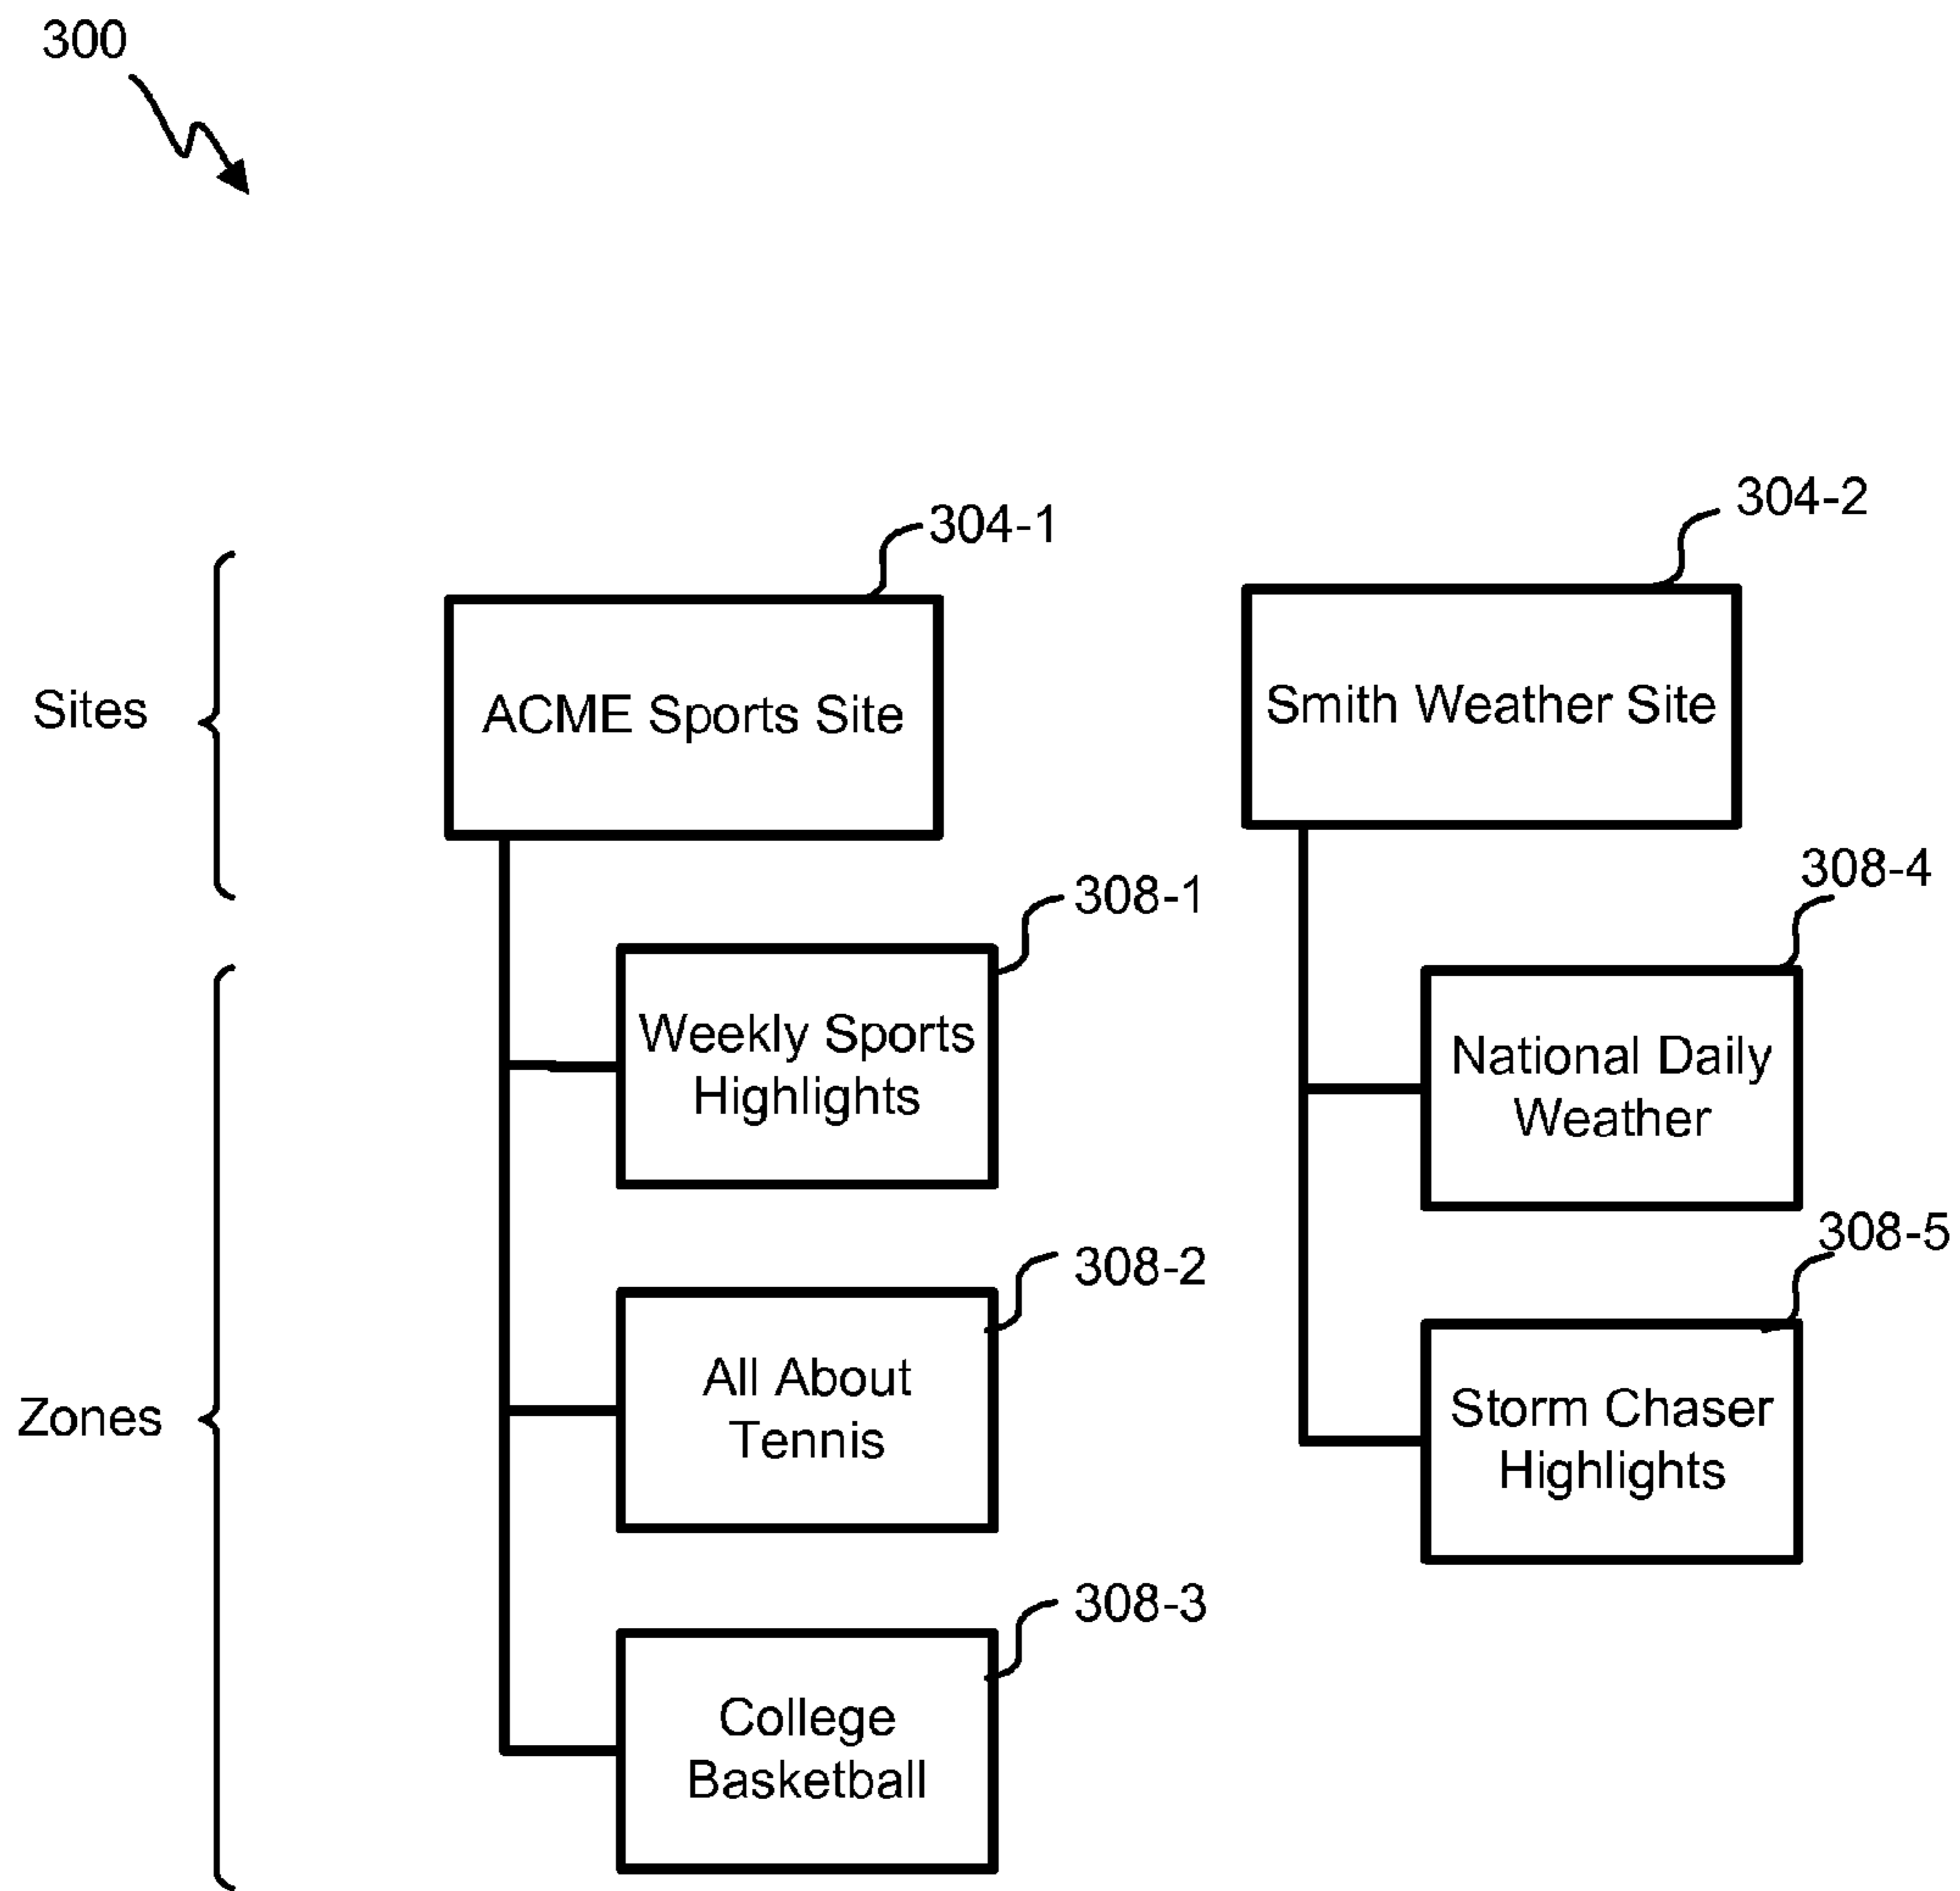 300
304-1
304-2
Sites
ACME Sports Site
Smith Weather Site
308-1
308-4
Weekly Sports
Highlights
National Daily
Weather
308-2
308-5
Zones
All About
Tennis
Storm Chaser
Highlights
308-3
College
Basketball